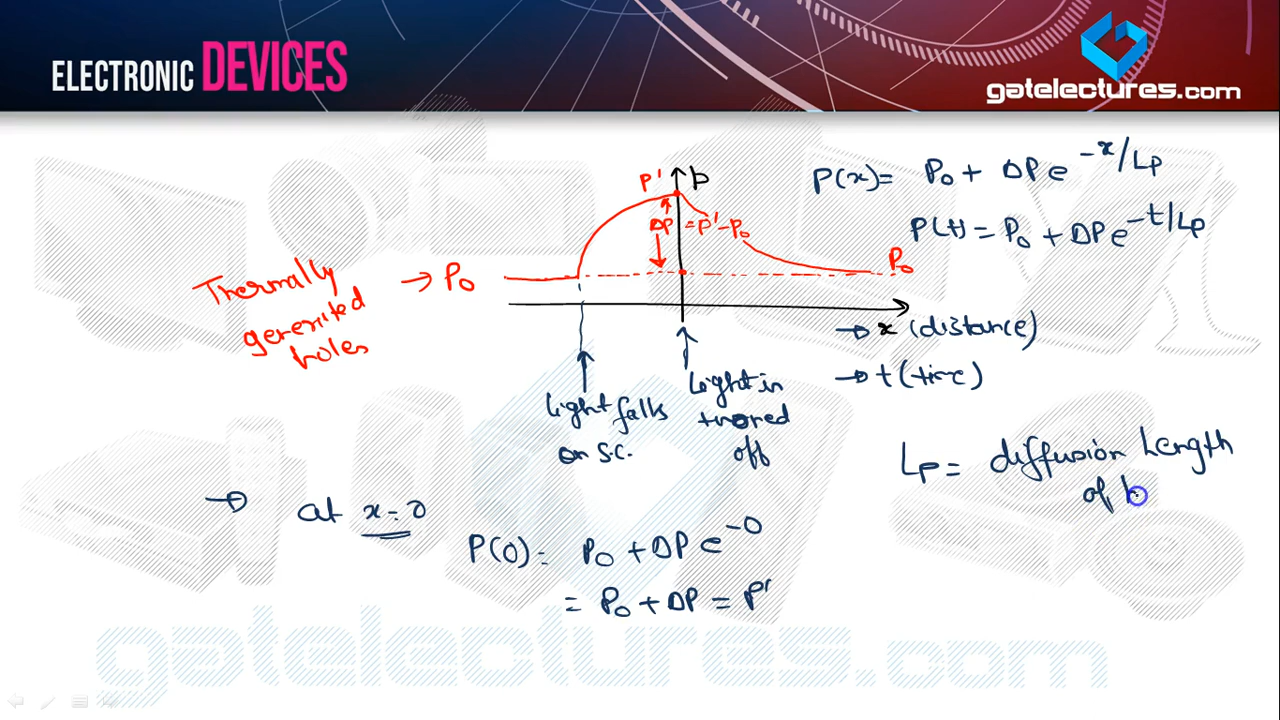 ELECTRONIC DEVICES
gatelectures.com
P(x) = P₀ + ΔP e^{-x/Lp}
P(t) = P₀ + ΔP e^{-t/Lp}
P' p
ΔP = P' - P₀
P₀
Thermally
generated
holes
→ P₀
→ x (distance)
→ t (time)
Light falls
on S.C.
Light in
turored
off
Lp = diffusion Length
of h
→ at x = 0
P(0) = P₀ + ΔP e^{-0}
= P₀ + ΔP = P'
gatelectures.com